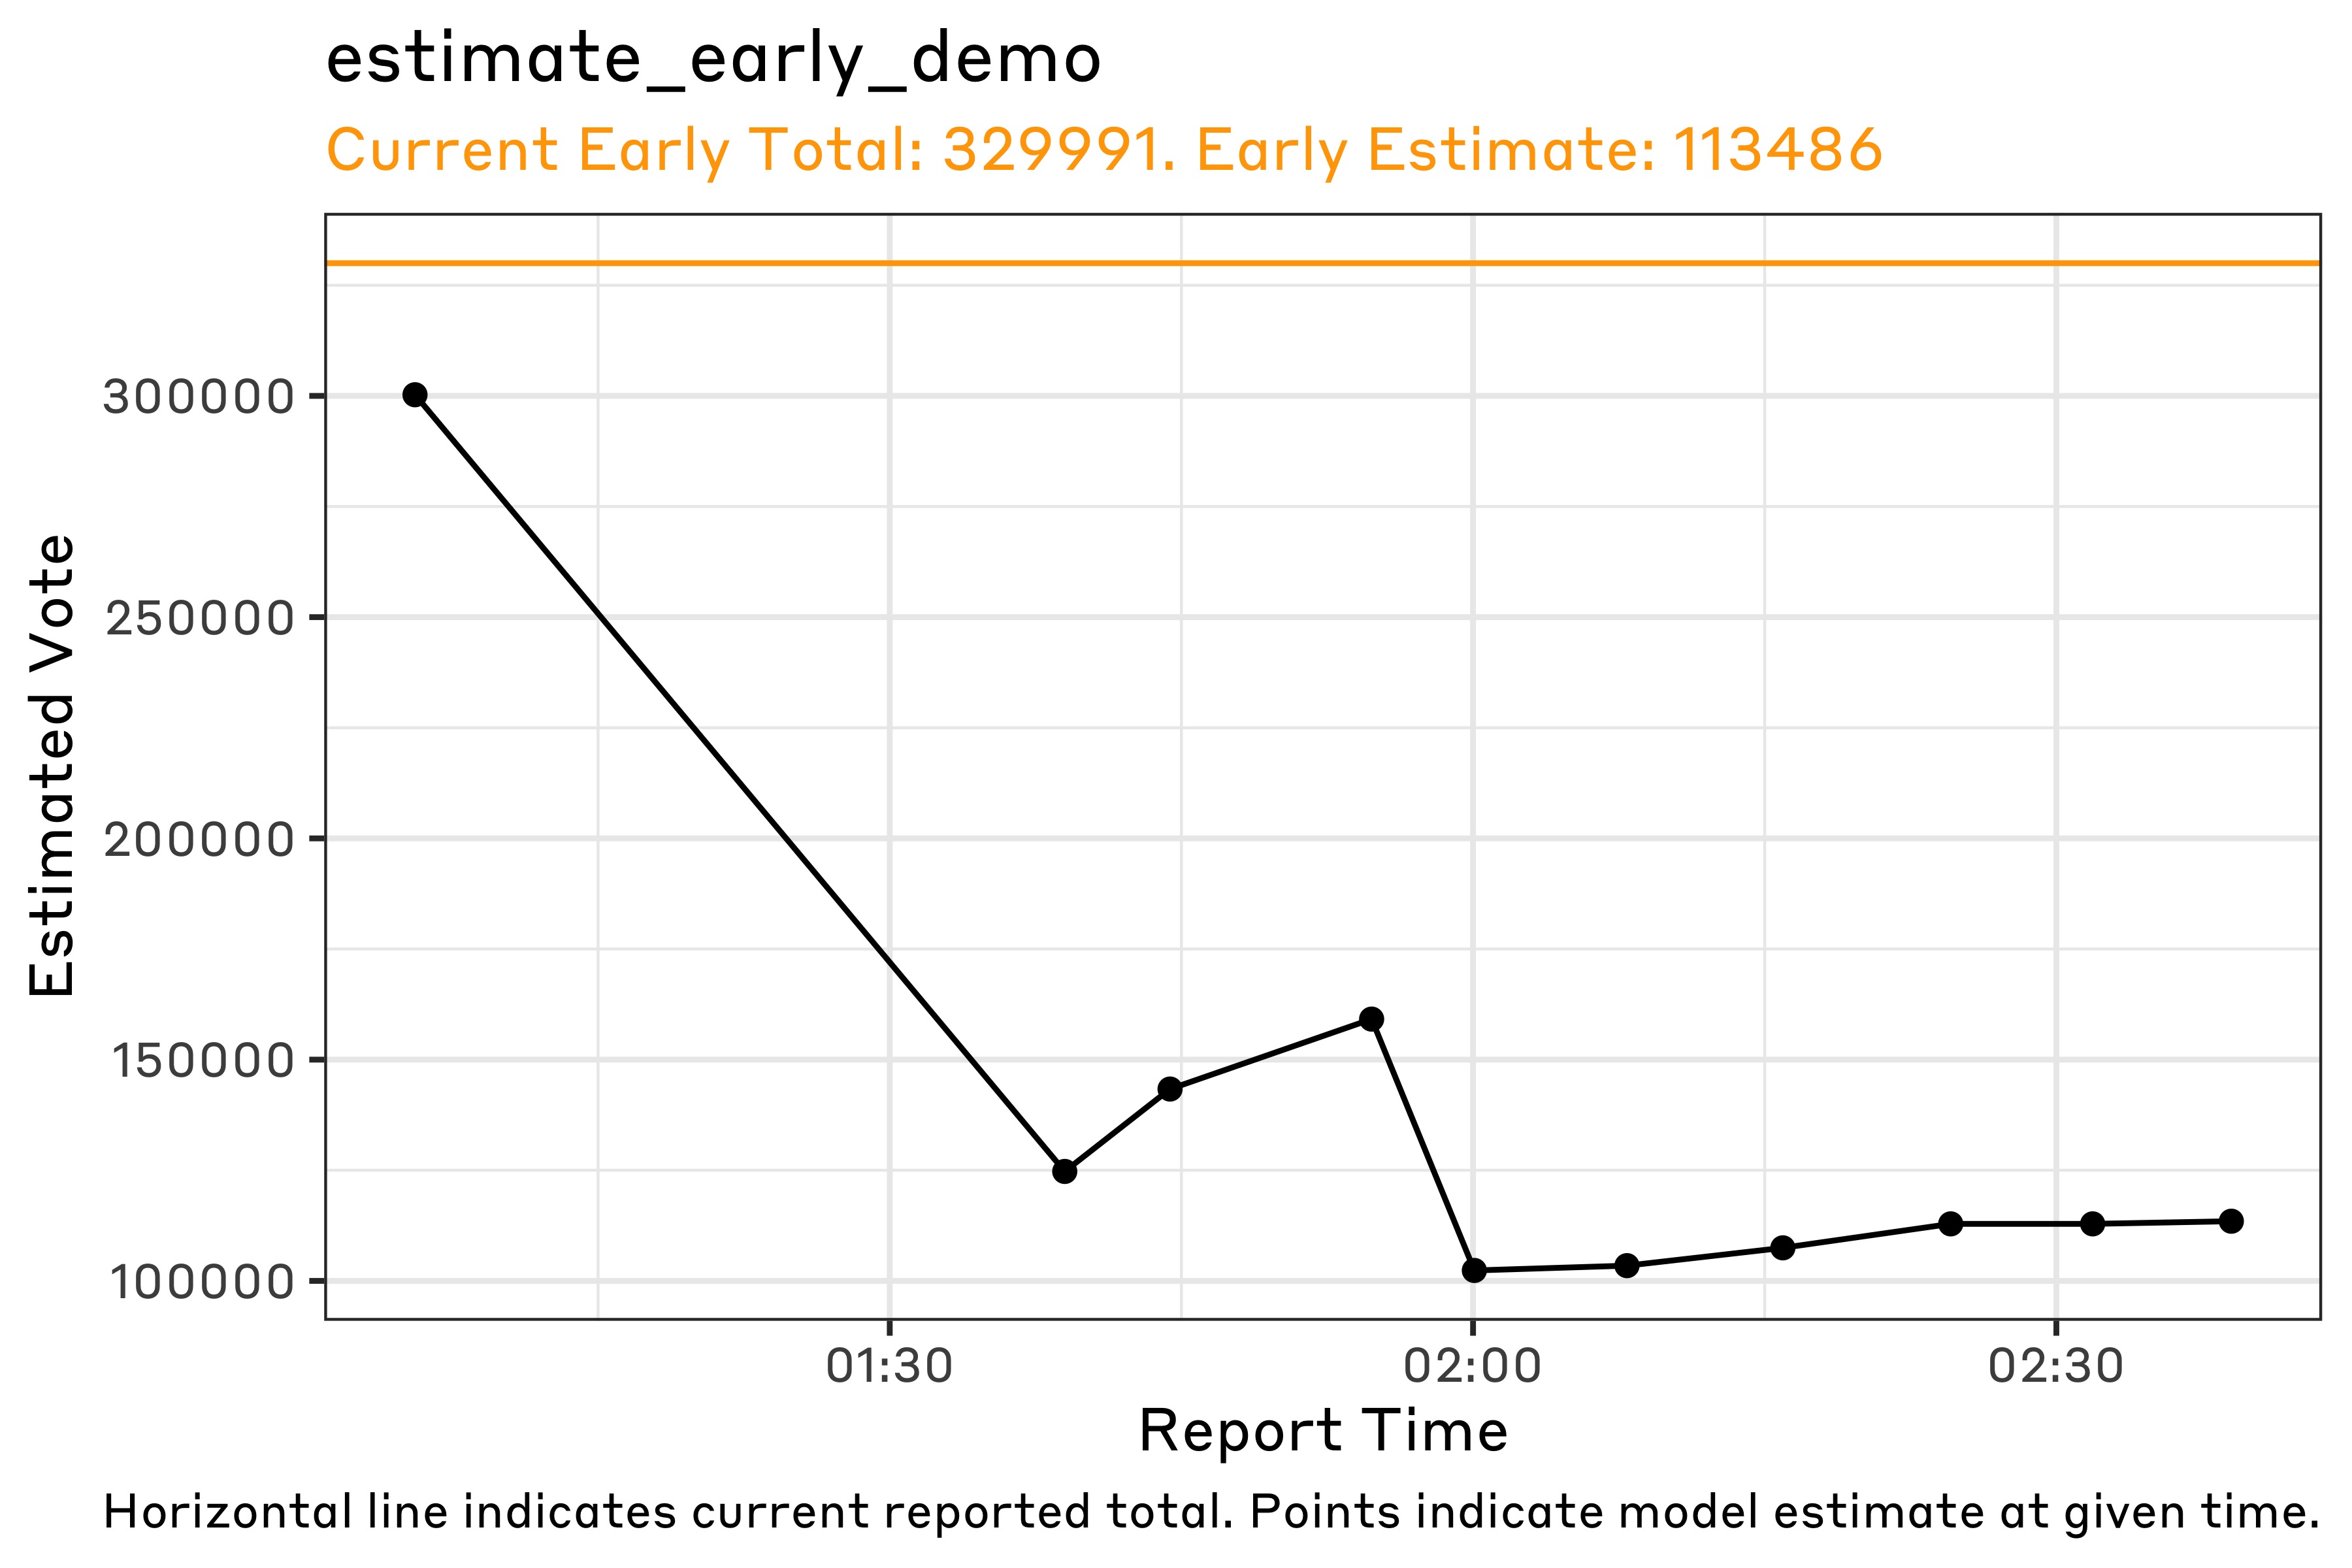 estimate_early_demo
Current Early Total: 329991. Early Estimate: 113486
Estimated Vote
300000
250000
200000
150000
100000
01:30 02:00 02:30
Report Time
Horizontal line indicates current reported total. Points indicate model estimate at given time.